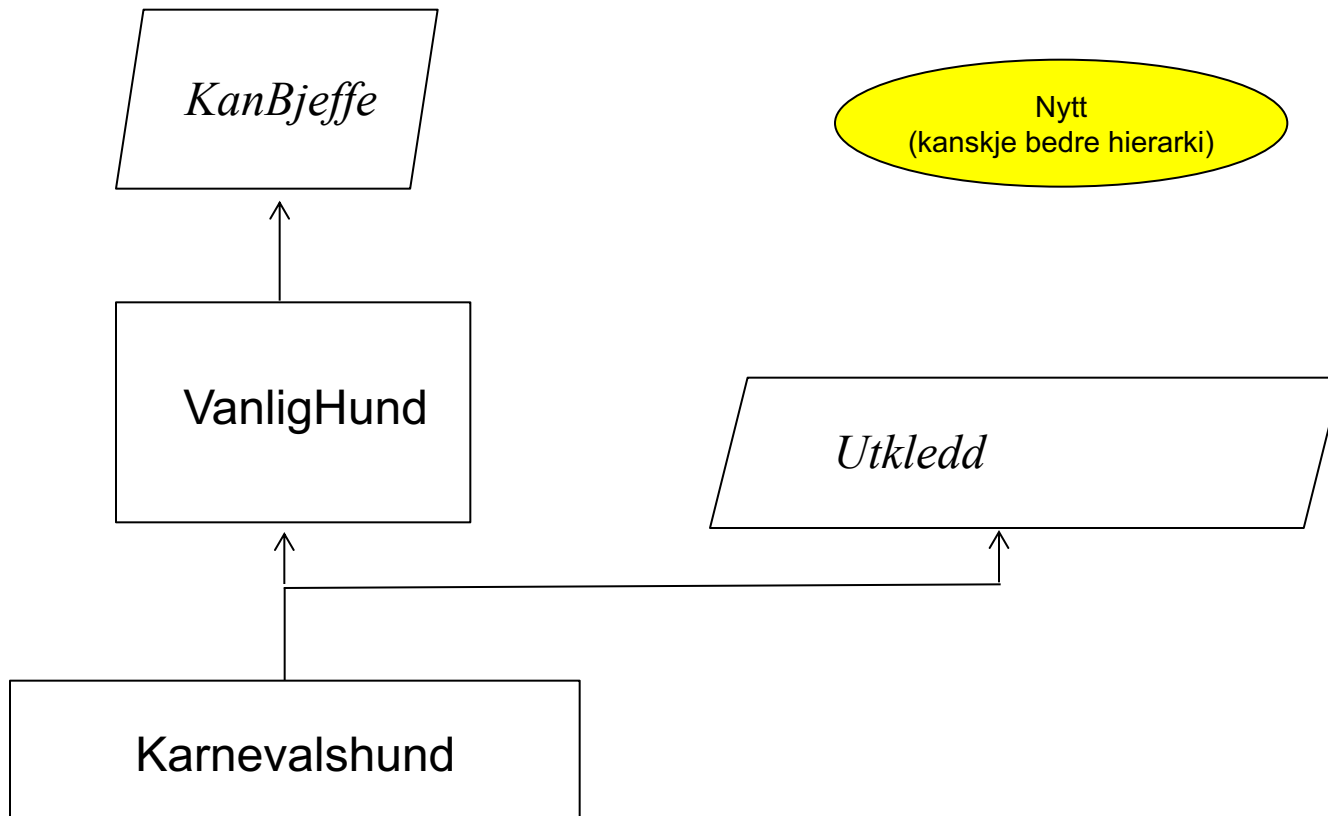 KanBjeffe
Nytt
(kanskje bedre hierarki)
VanligHund
Utkledd
Karnevalshund